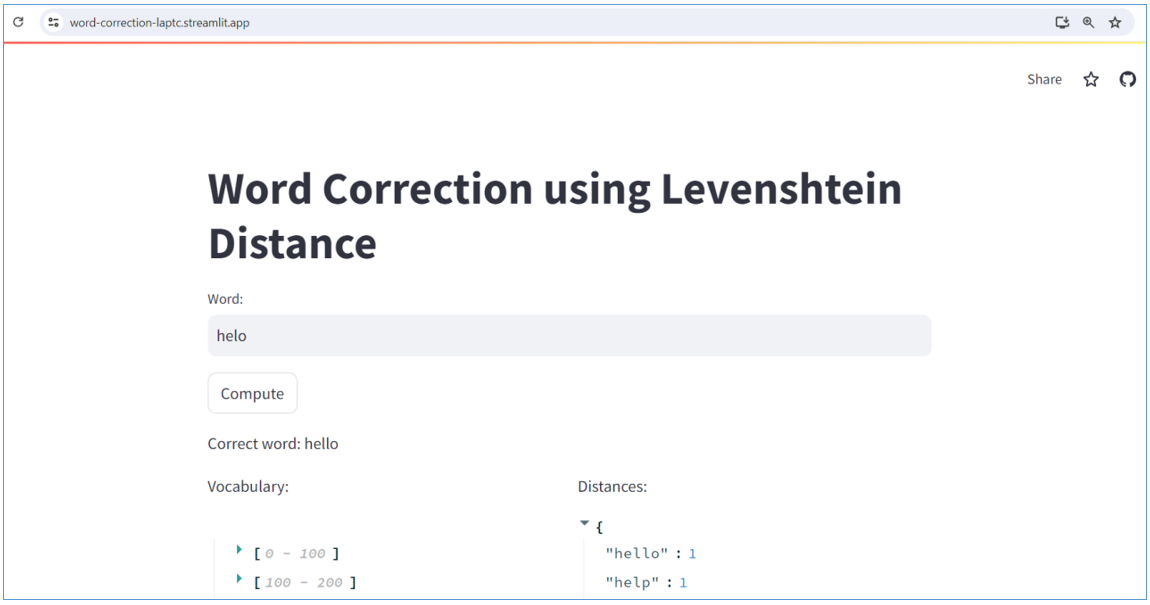 word-correction-laptc.streamlit.app
Share
Word Correction using Levenshtein
Distance
Word:
helo
Compute
Correct word: hello
Vocabulary:
Distances:
[ 0 - 100 ]
[ 100 - 200 ]
{
"hello" : 1
"help" : 1